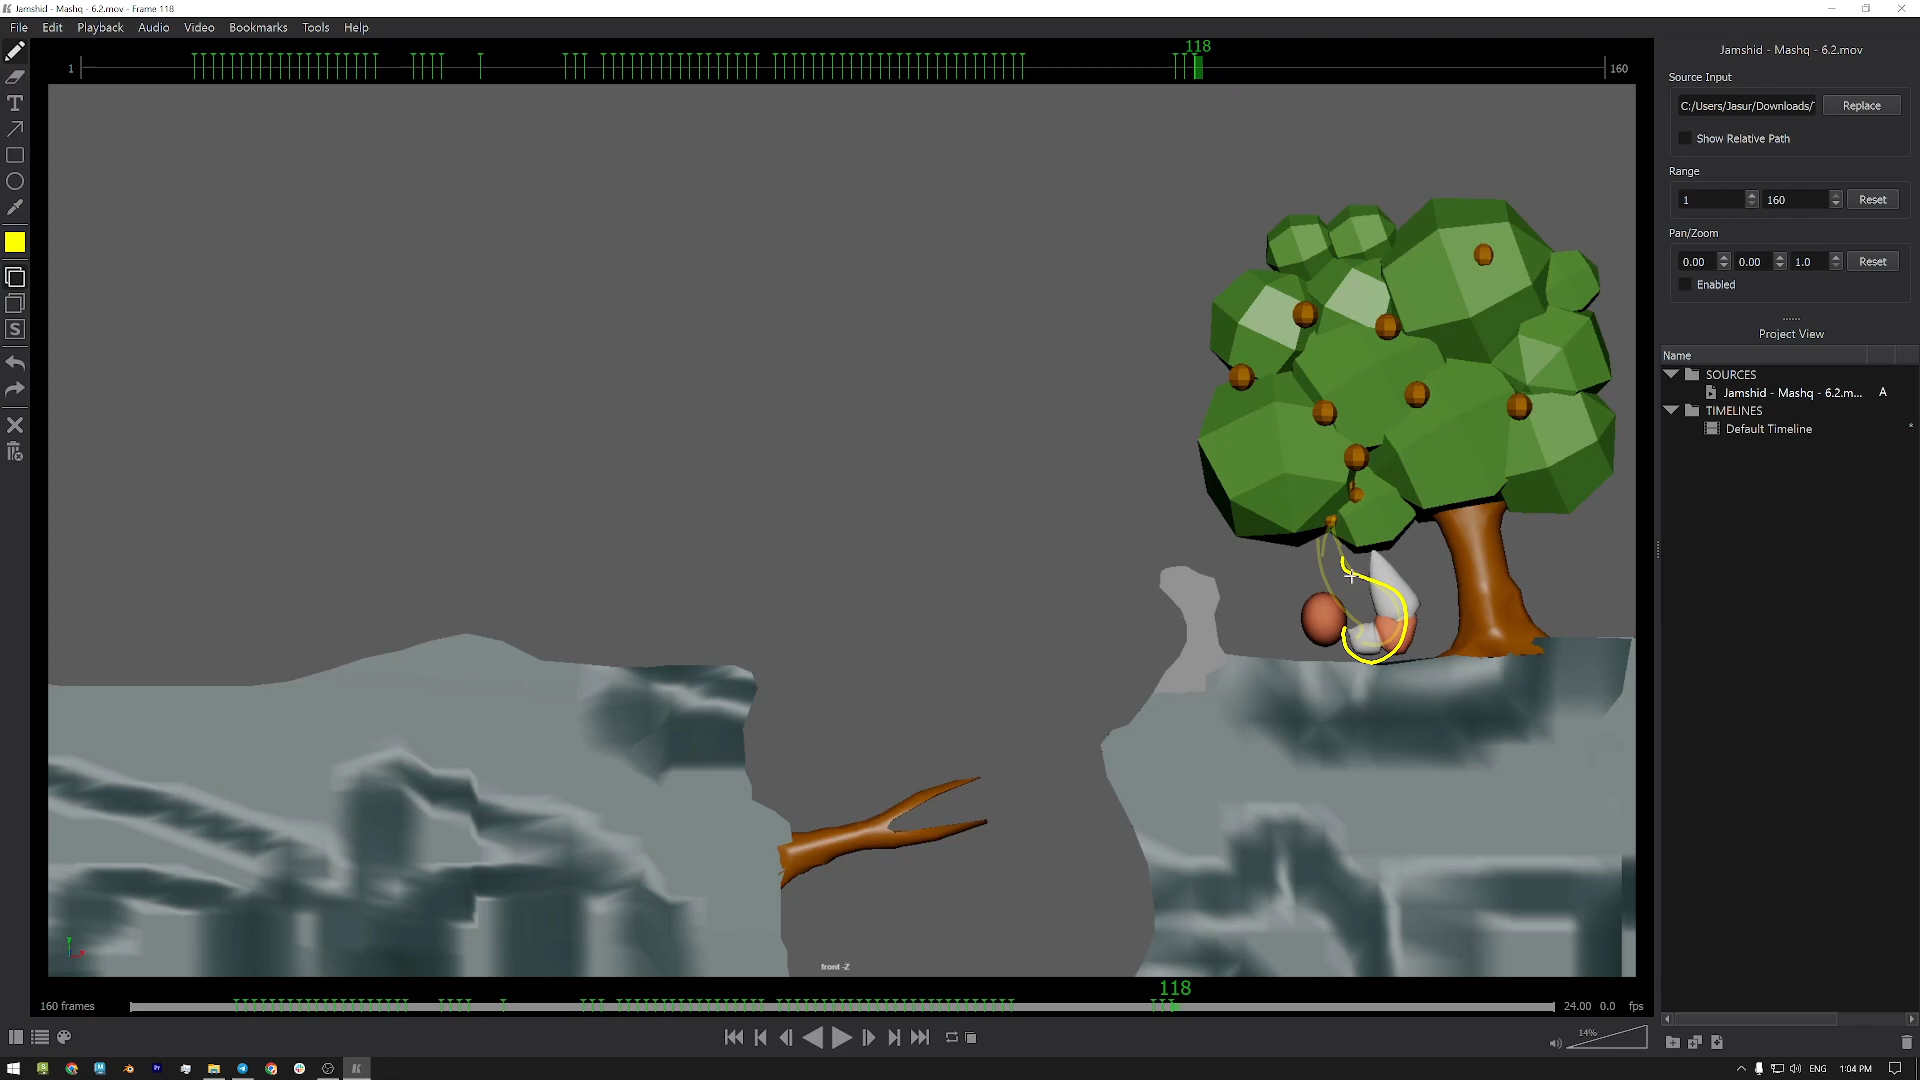 Jamshid - Mashq - 6.2.mov - Frame 118
File Edit Playback Audio Video Bookmarks Tools Help
118
1
160
Jamshid - Mashq - 6.2.mov
Source Input
C:/Users/Jasur/Downloads/
Replace
Show Relative Path
Range
1
160
Reset
Pan/Zoom
0.00
0.00
1.0
Reset
Enabled
Project View
Name
SOURCES
Jamshid - Mashq - 6.2.m...
A
TIMELINES
Default Timeline
*
T
S
y
x
front -Z
118
160 frames
24.00 0.0 fps
14%
ENG
1:04 PM